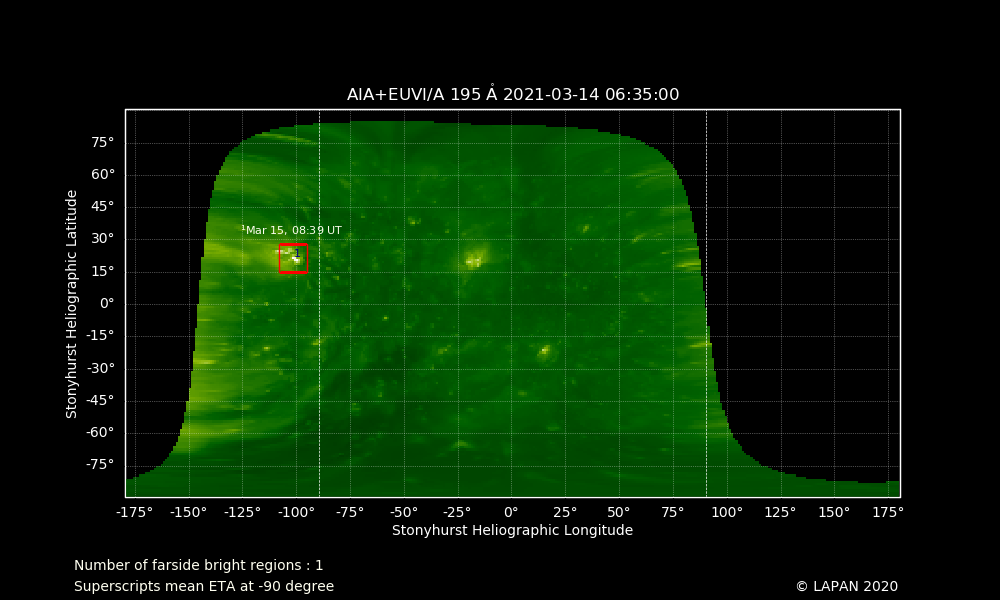 AIA+EUVI/A 195 Å 2021-03-14 06:35:00
75°
60°
45°
30°
15°
0°
-15°
-30°
-45°
-60°
-75°
Stonyhurst Heliographic Latitude
¹Mar 15, 08:39 UT
1
-175° -150° -125° -100° -75° -50° -25° 0° 25° 50° 75° 100° 125° 150° 175°
Stonyhurst Heliographic Longitude
Number of farside bright regions : 1
Superscripts mean ETA at -90 degree
© LAPAN 2020